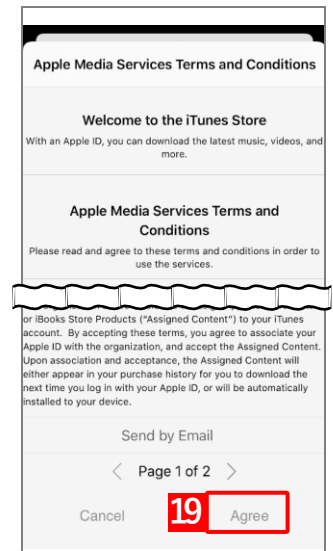 Apple Media Services Terms and Conditions
Welcome to the iTunes Store
With an Apple ID, you can download the latest music, videos, and
more.
Apple Media Services Terms and
Conditions
Please read and agree to these terms and conditions in order to
use the services.
or iBooks Store Products (“Assigned Content”) to your iTunes
account.  By accepting these terms, you agree to associate your
Apple ID with the organization, and accept the Assigned Content.
Upon association and acceptance, the Assigned Content will
either appear in your purchase history for you to download the
next time you log in with your Apple ID, or will be automatically
installed to your device.
Send by Email
< Page 1 of 2 >
Cancel 19 Agree